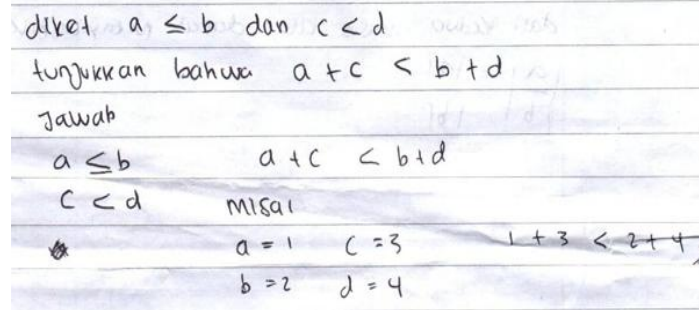 diket a ≤ b dan c < d
tunjukkan bahwa a + c < b + d
Jawab
a ≤ b a + c < b + d
c < d misal
a = 1 c = 3 1 + 3 < 2 + 4
b = 2 d = 4